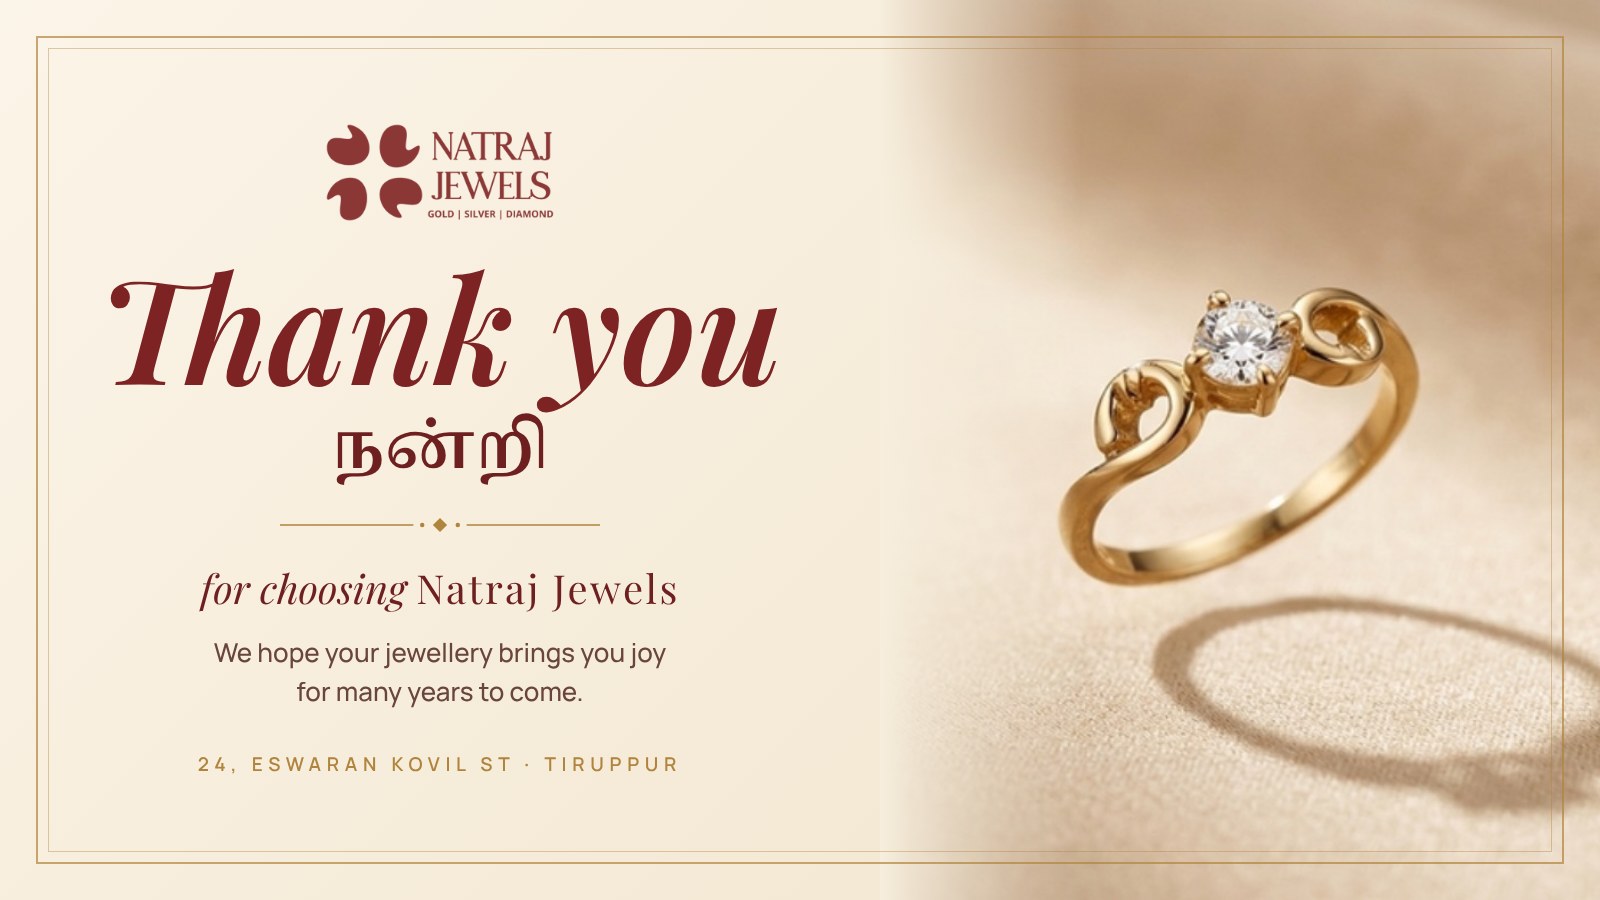 NATRAJ
JEWELS
GOLD | SILVER | DIAMOND
Thank you
நன்றி
for choosing Natraj Jewels
We hope your jewellery brings you joy
for many years to come.
24, ESWARAN KOVIL ST · TIRUPPUR